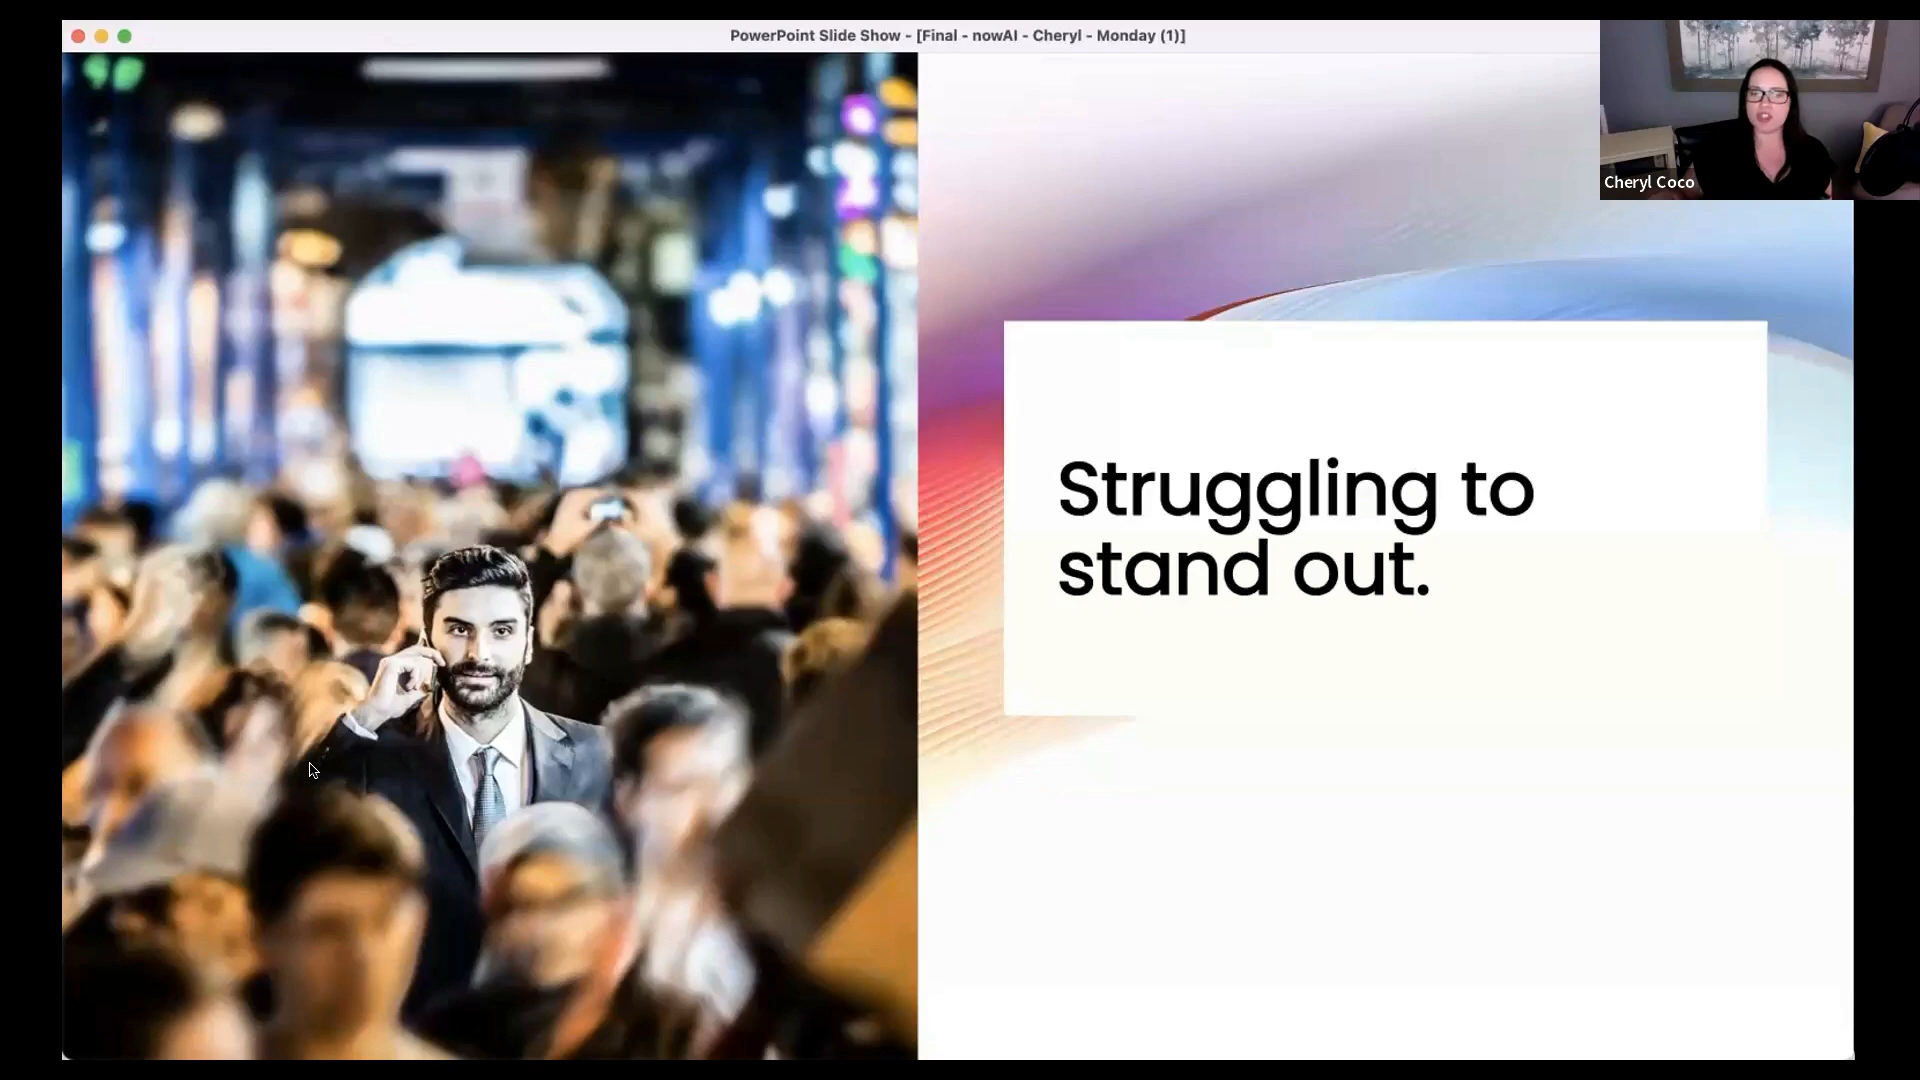 PowerPoint Slide Show - [Final - nowAI - Cheryl - Monday (1)]
Cheryl Coco
Struggling to
stand out.